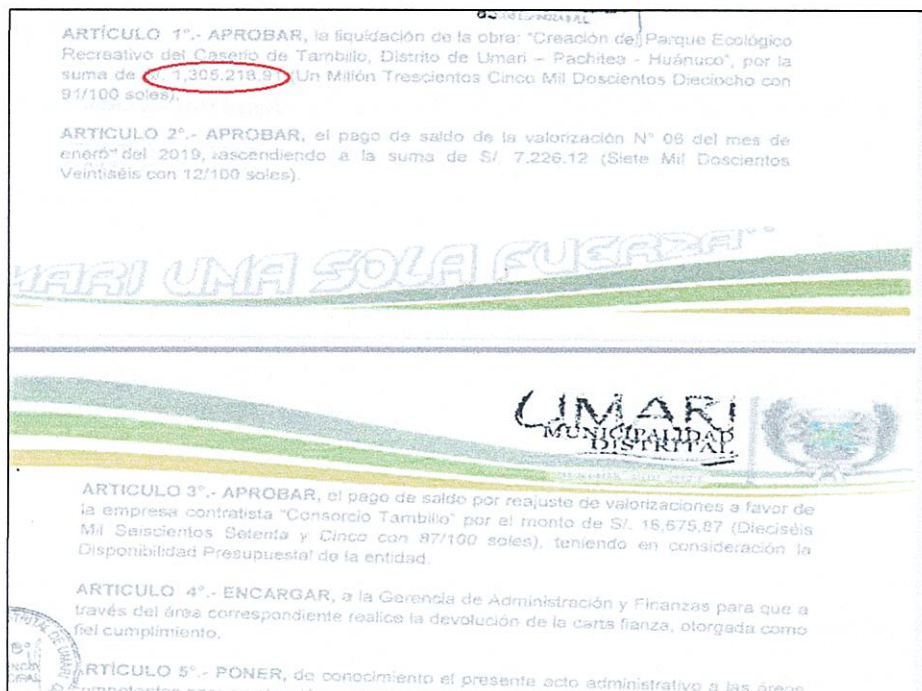 ARTÍCULO 1°.- APROBAR, la liquidación de la obra: "Creación del Parque Ecológico
Recreativo del Caserío de Tambillo, Distrito de Umari – Pachitea - Huánuco", por la
suma de S/. 1,305,218.91 (Un Millón Trescientos Cinco Mil Doscientos Dieciocho con
91/100 soles).
ARTICULO 2°.- APROBAR, el pago de saldo de la valorización N° 06 del mes de
enero del 2019, ascendiendo a la suma de S/. 7,226.12 (Siete Mil Doscientos
Veintiséis con 12/100 soles).
UMARI UNA SOLA FUERZA"
UMARI
MUNICIPALIDAD
DISTRITAL
ARTICULO 3°.- APROBAR, el pago de saldo por reajuste de valorizaciones a favor de
la empresa contratista "Consorcio Tambillo" por el monto de S/. 16,675.87 (Dieciséis
Mil Seiscientos Setenta y Cinco con 87/100 soles), teniendo en consideración la
Disponibilidad Presupuestal de la entidad.
ARTICULO 4°.- ENCARGAR, a la Gerencia de Administración y Finanzas para que a
través del área correspondiente realice la devolución de la carta fianza, otorgada como
fiel cumplimiento.
ARTÍCULO 5°.- PONER, de conocimiento el presente acto administrativo a las áreas